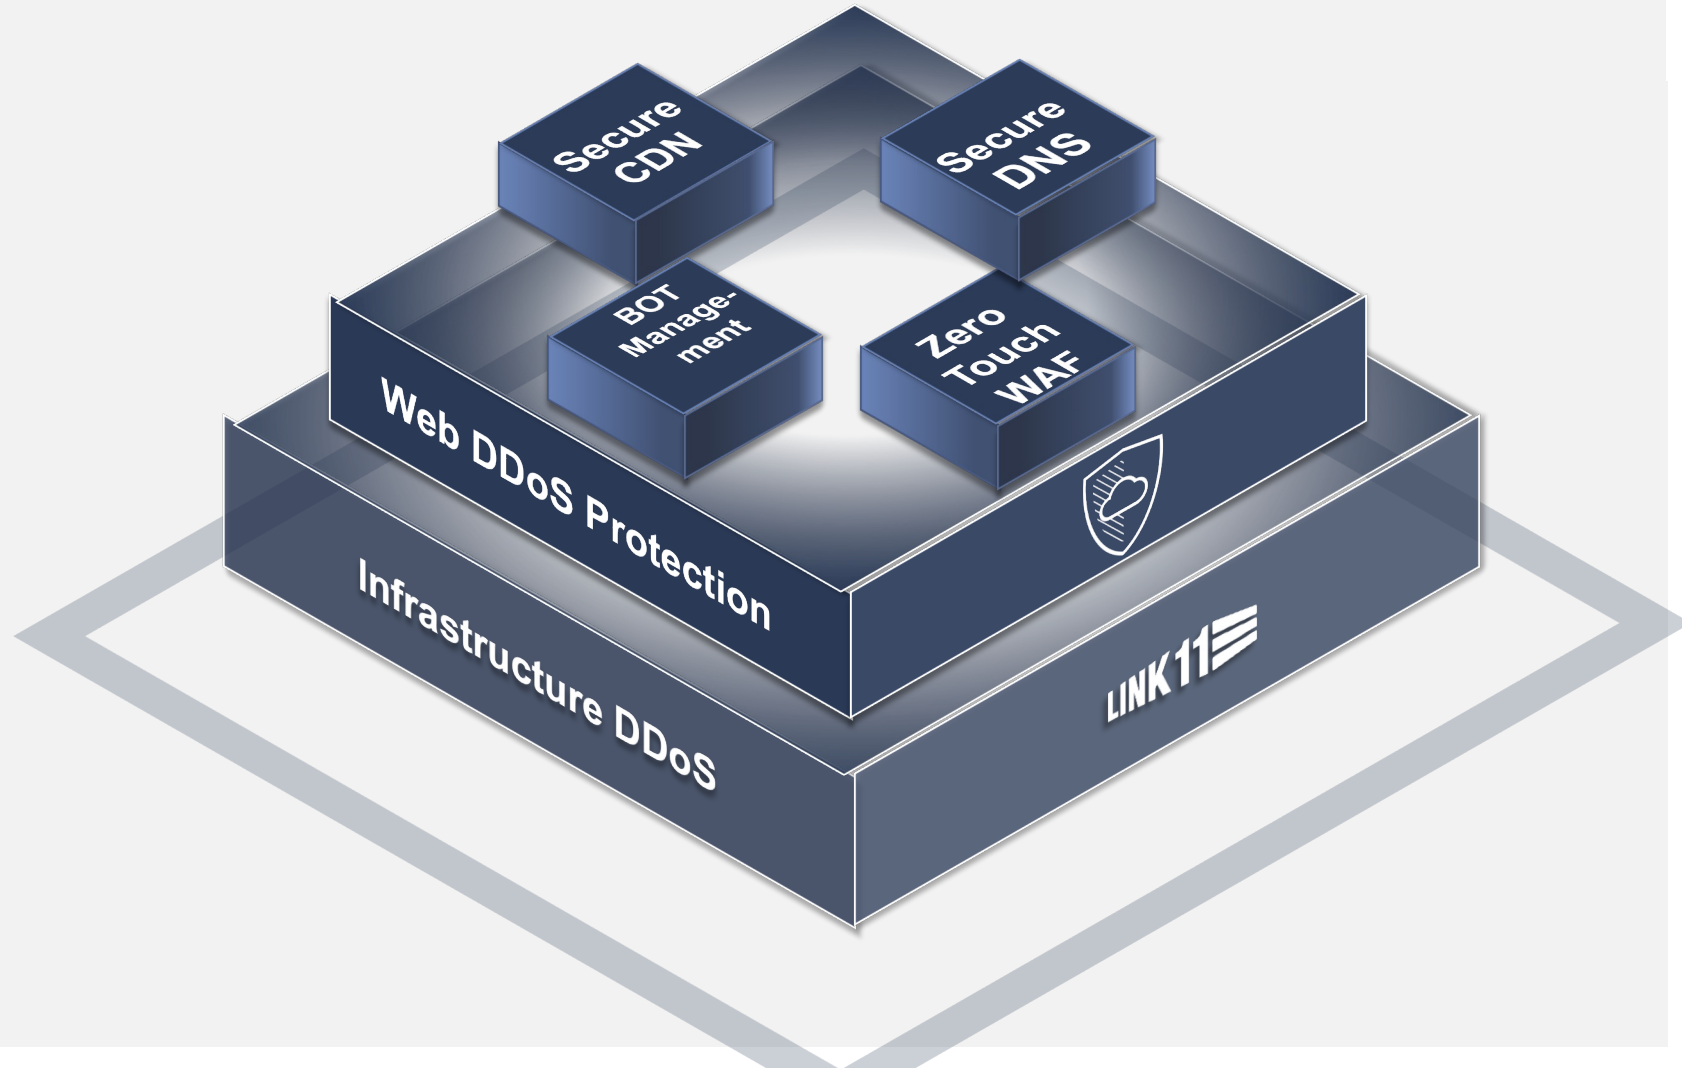 Secure
CDN
Secure
DNS
BOT
Manage-
ment
Zero
Touch
WAF
Web DDoS Protection
Infrastructure DDoS
LINK11